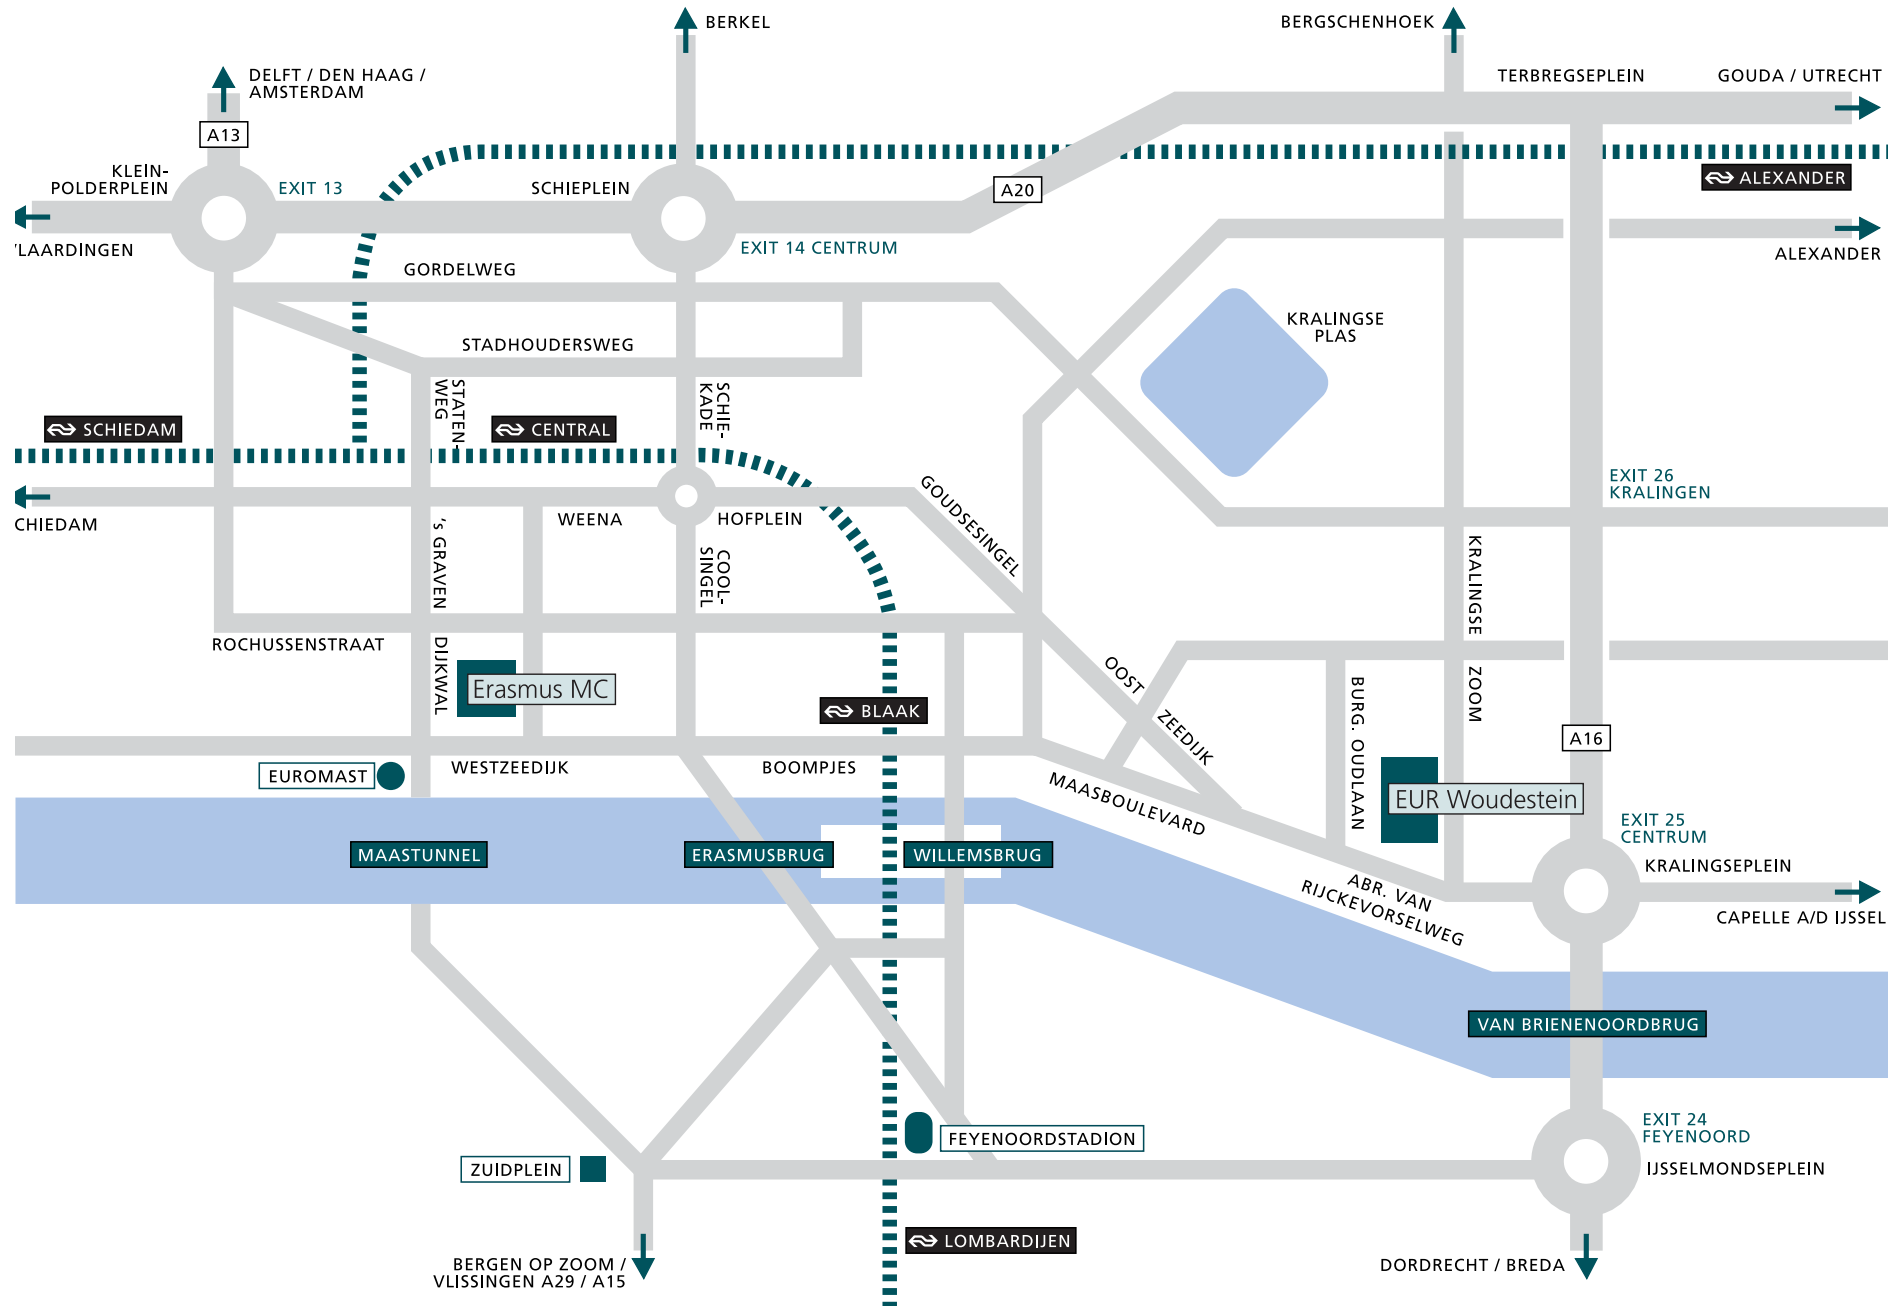 BERKEL
BERGSCHENHOEK
DELFT / DEN HAAG /
AMSTERDAM
TERBREGSEPLEIN
GOUDA / UTRECHT
A13
KLEIN-
POLDERPLEIN
EXIT 13
SCHIEPLEIN
A20
ALEXANDER
'LAARDINGEN
EXIT 14 CENTRUM
ALEXANDER
GORDELWEG
KRALINGSE
PLAS
STADHOUDERSWEG
STATEN-
WEG
SCHIE-
KADE
SCHIEDAM
CENTRAL
EXIT 26
KRALINGEN
GOUDSESINGEL
CHIEDAM
WEENA
HOFPLEIN
's GRAVEN DIJKWAL
COOL-
SINGEL
KRALINGSE ZOOM
ROCHUSSENSTRAAT
Erasmus MC
OOST ZEEDIJK
BURG. OUDLAAN
BLAAK
A16
EUROMAST
WESTZEEDIJK
BOOMPJES
MAASBOULEVARD
EUR Woudestein
EXIT 25
CENTRUM
MAASTUNNEL
ERASMUSBRUG
WILLEMSBRUG
KRALINGSEPLEIN
ABR. VAN
RIJCKEVORSELWEG
CAPELLE A/D IJSSEL
VAN BRIENENOORDBRUG
EXIT 24
FEYENOORD
FEYENOORDSTADION
ZUIDPLEIN
IJSSELMONDSEPLEIN
LOMBARDIJEN
BERGEN OP ZOOM /
VLISSINGEN A29 / A15
DORDRECHT / BREDA